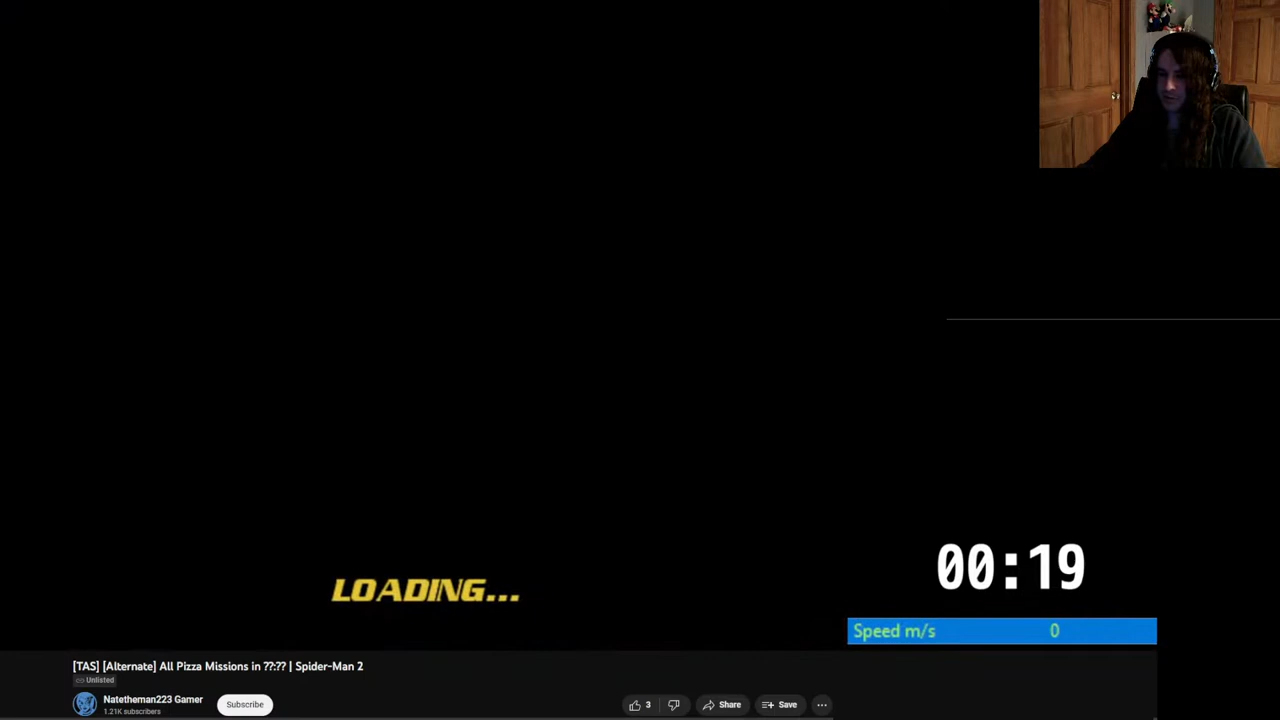 00:19
LOADING...
Speed m/s 0
[TAS] [Alternate] All Pizza Missions in ??:?? | Spider-Man 2
Unlisted
Natetheman223 Gamer
1.21K subscribers
Subscribe
3
Share
Save
...